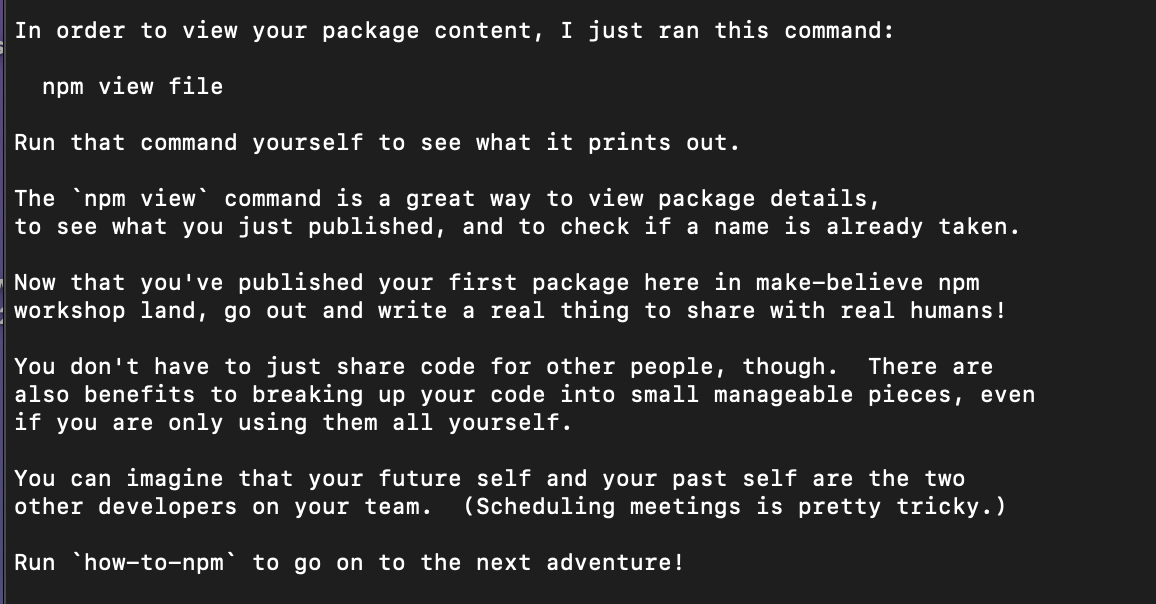 In order to view your package content, I just ran this command:
npm view file
Run that command yourself to see what it prints out.
The `npm view` command is a great way to view package details,
to see what you just published, and to check if a name is already taken.
Now that you've published your first package here in make-believe npm
workshop land, go out and write a real thing to share with real humans!
You don't have to just share code for other people, though.  There are
also benefits to breaking up your code into small manageable pieces, even
if you are only using them all yourself.
You can imagine that your future self and your past self are the two
other developers on your team.  (Scheduling meetings is pretty tricky.)
Run `how-to-npm` to go on to the next adventure!